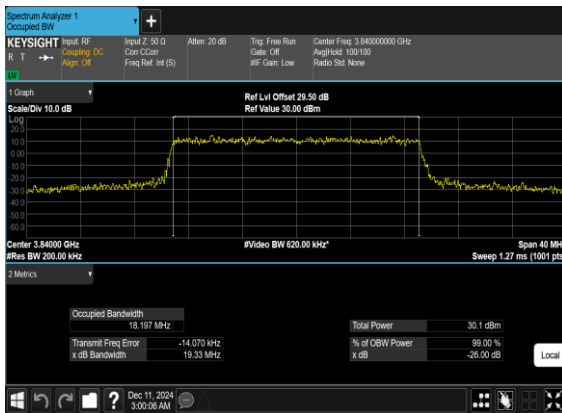 Spectrum Analyzer 1
Occupied BW
KEYSIGHT
R T
LXI
Input: RF
Coupling: DC
Align: Off
Input Z: 50 Ω
Corr CCorr
Freq Ref: Int (S)
Atten: 20 dB
Trig: Free Run
Gate: Off
#IF Gain: Low
Center Freq: 3.840000000 GHz
Avg|Hold: 100/100
Radio Std: None
1 Graph
Scale/Div 10.0 dB
Ref Lvl Offset 29.50 dB
Ref Value 30.00 dBm
Log
20.0
10.0
0.00
-10.0
-20.0
-30.0
-40.0
-50.0
-60.0
Center 3.84000 GHz
#Res BW 200.00 kHz
#Video BW 620.00 kHz*
Span 40 MH
Sweep 1.27 ms (1001 pts
2 Metrics
Occupied Bandwidth
18.197 MHz
Transmit Freq Error -14.070 kHz
x dB Bandwidth 19.33 MHz
Total Power 30.1 dBm
% of OBW Power 99.00 %
x dB -26.00 dB
Local
?
Dec 11, 2024
3:00:06 AM